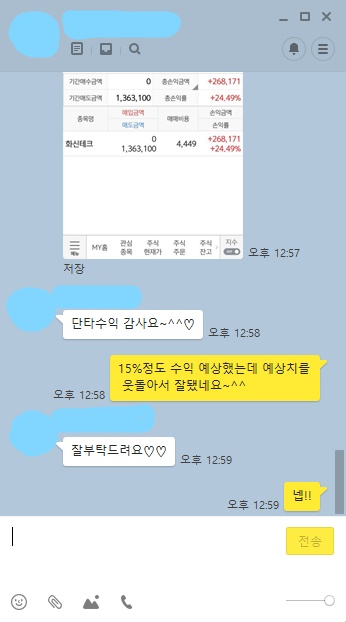 기간매수금액 0 총손익금액 +268,171
기간매도금액 1,363,100 총손익률 +24.49%
종목명 매입금액 매매비용 손익금액
매도금액 손익률
화신테크 0 4,449 +268,171
1,363,100 +24.49%
메뉴 MY홈 관심종목 주식현재가 주식주문 주식잔고 지수
오후 12:57
저장
단타수익 감사요~^^♡
오후 12:58
15%정도 수익 예상했는데 예상치를
웃돌아서 잘됐네요~^^
오후 12:58
잘부탁드려요♡♡
오후 12:59
넵!!
오후 12:59
전송